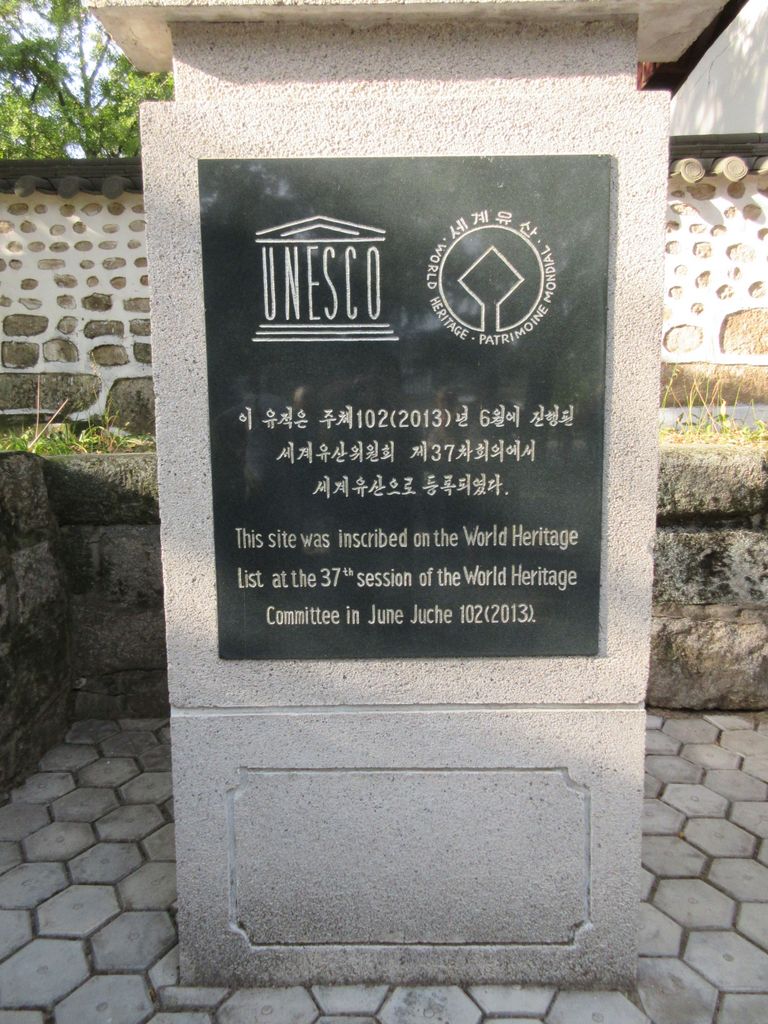 UNESCO
·세계유산·
WORLD HERITAGE · PATRIMOINE MONDIAL
이 유적은 주체102(2013)년 6월에 진행된
세계유산위원회 제37차회의에서
세계유산으로 등록되였다.
This site was inscribed on the World Heritage
List at the 37th session of the World Heritage
Committee in June Juche 102(2013).